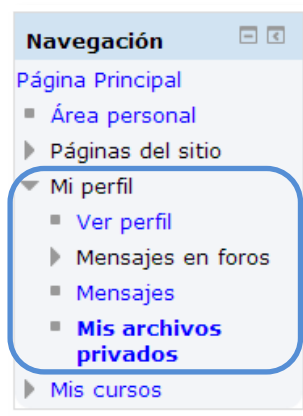 Navegación
Página Principal
Área personal
Páginas del sitio
Mi perfil
Ver perfil
Mensajes en foros
Mensajes
Mis archivos
privados
Mis cursos